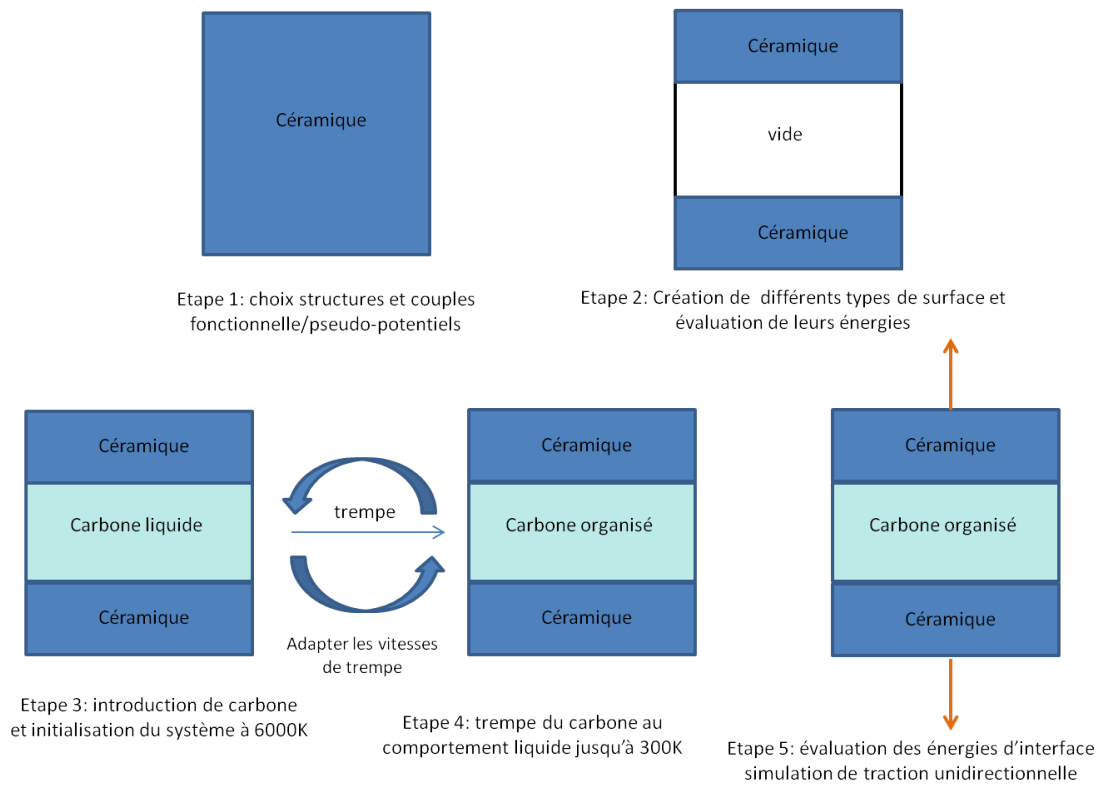 Céramique
Etape 1: choix structures et couples
fonctionnelle/pseudo-potentiels
Céramique
vide
Céramique
Etape 2: Création de différents types de surface et
évaluation de leurs énergies
Céramique
Carbone liquide
Céramique
Etape 3: introduction de carbone
et initialisation du système à 6000K
trempe
Adapter les vitesses
de trempe
Céramique
Carbone organisé
Céramique
Etape 4: trempe du carbone au
comportement liquide jusqu’à 300K
Céramique
Carbone organisé
Céramique
Etape 5: évaluation des énergies d’interface
simulation de traction unidirectionnelle